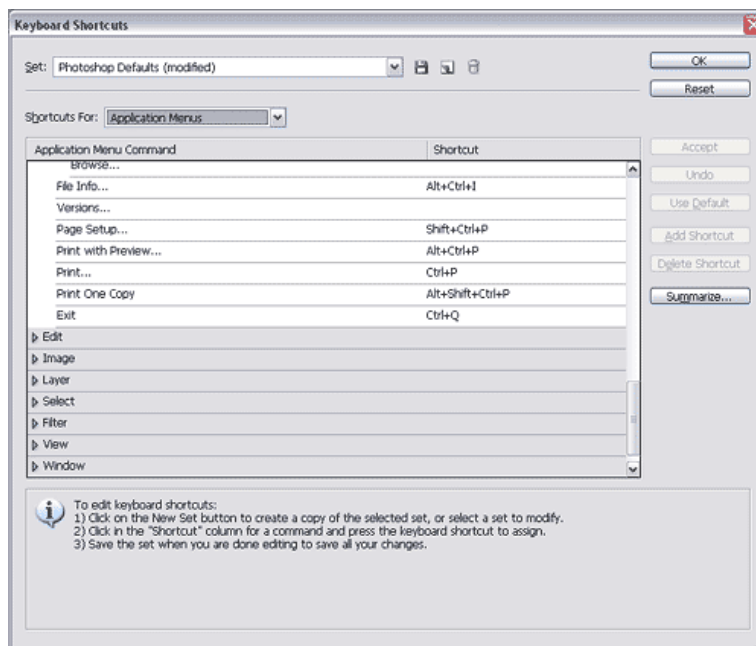 Keyboard Shortcuts
Set: Photoshop Defaults (modified)
OK
Reset
Shortcuts For: Application Menus
Application Menu Command Shortcut
Accept
Browse...
File Info... Alt+Ctrl+I
Undo
Versions...
Use Default
Page Setup... Shift+Ctrl+P
Add Shortcut
Print with Preview... Alt+Ctrl+P
Delete Shortcut
Print... Ctrl+P
Print One Copy Alt+Shift+Ctrl+P
Summarize...
Exit Ctrl+Q
Edit
Image
Layer
Select
Filter
View
Window
To edit keyboard shortcuts:
1) Click on the New Set button to create a copy of the selected set, or select a set to modify.
2) Click in the "Shortcut" column for a command and press the keyboard shortcut to assign.
3) Save the set when you are done editing to save all your changes.